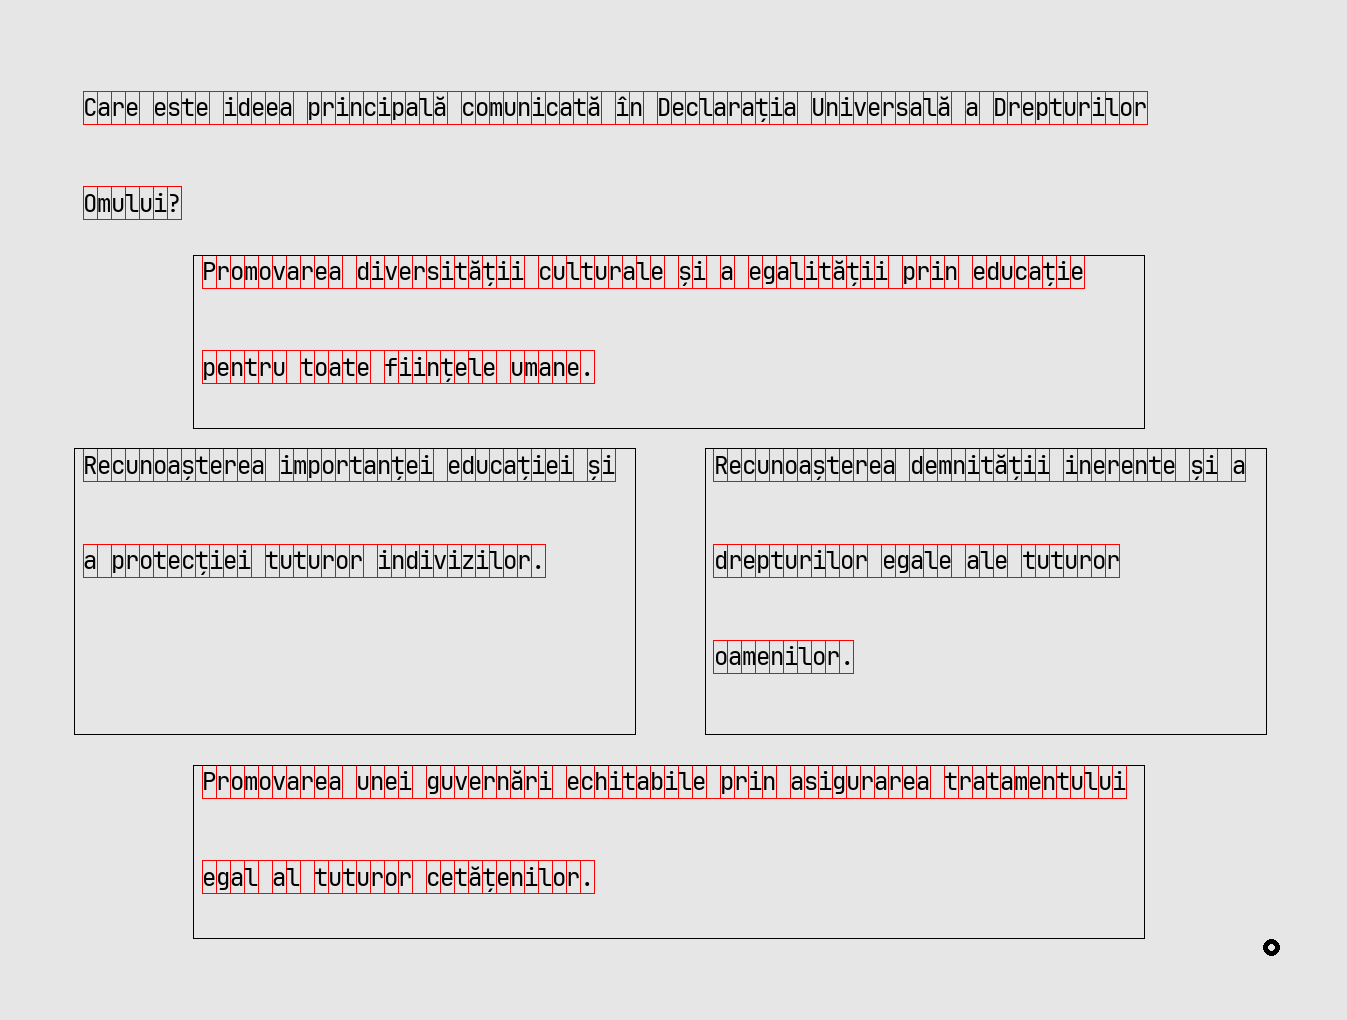 Care este ideea principală comunicată în Declarația Universală a Drepturilor
Omului?
Promovarea diversității culturale și a egalității prin educație
pentru toate ființele umane.
Recunoașterea importanței educației și
a protecției tuturor indivizilor.
Recunoașterea demnității inerente și a
drepturilor egale ale tuturor
oamenilor.
Promovarea unei guvernări echitabile prin asigurarea tratamentului
egal al tuturor cetățenilor.